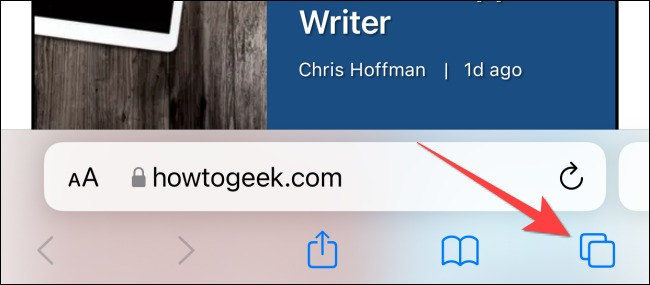 Writer
Chris Hoffman | 1d ago
AA howtogeek.com